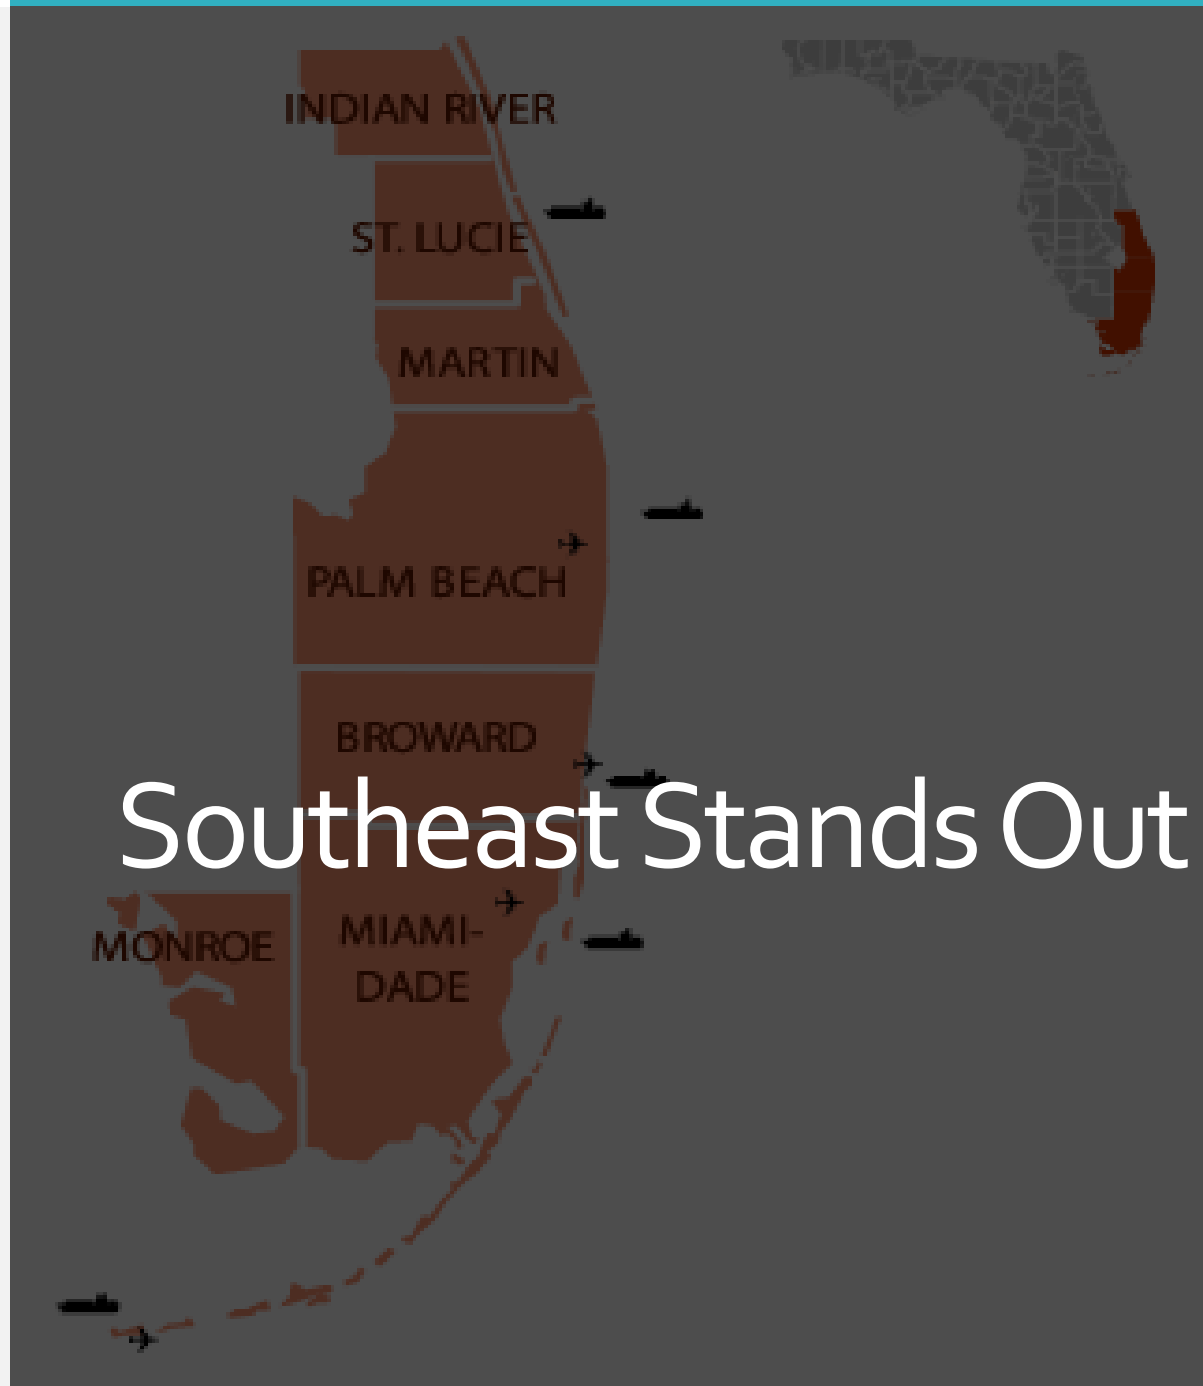 INDIAN RIVER
ST. LUCIE
MARTIN
PALM BEACH
BROWARD
Southeast Stands Out
MONROE
MIAMI-
DADE